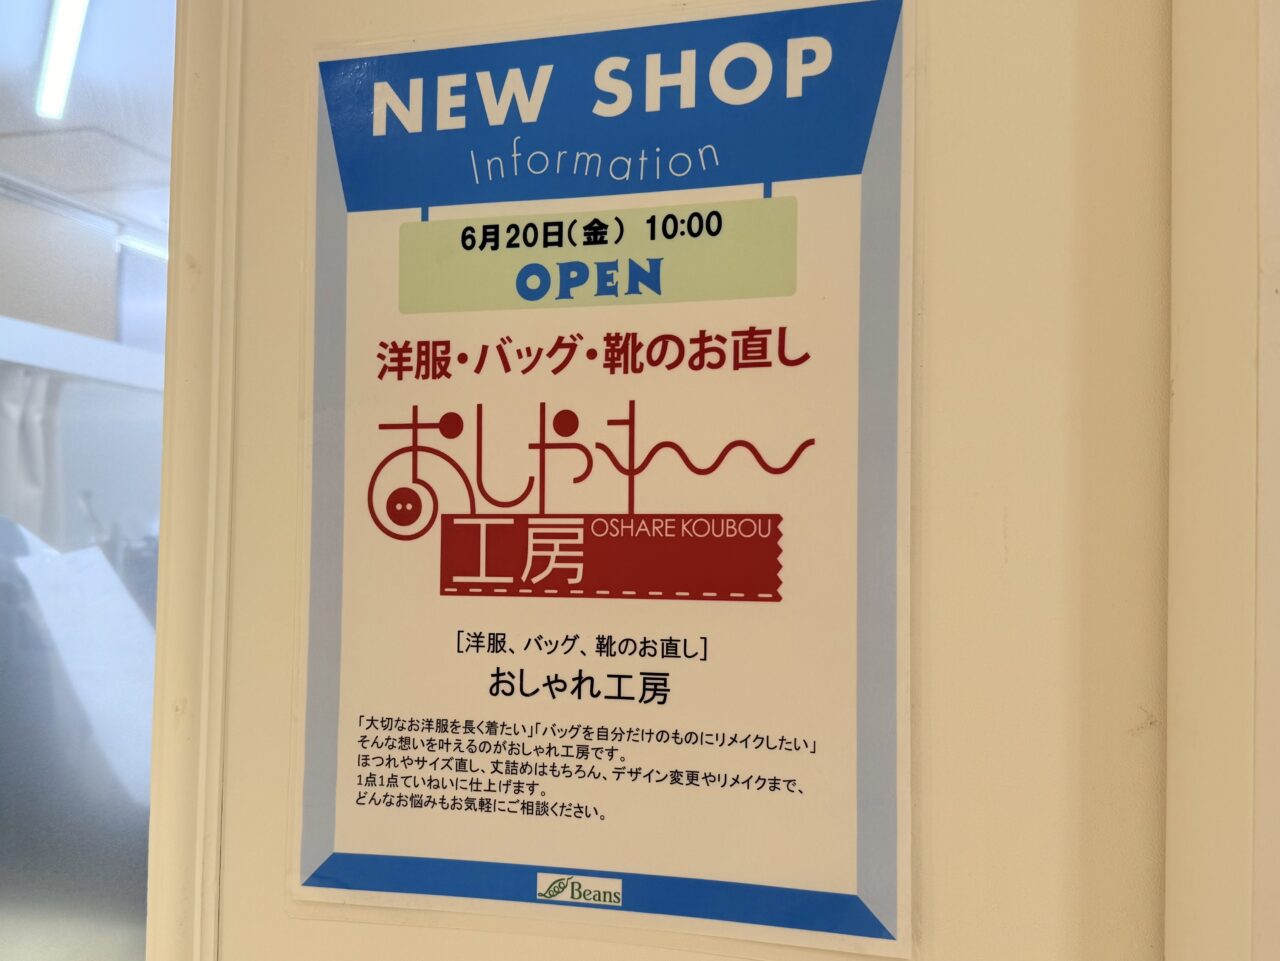 NEW SHOP
Information
6月20日(金) 10:00
OPEN
洋服・バッグ・靴のお直し
おしゃれ
工房 OSHARE KOUBOU
[洋服、バッグ、靴のお直し]
おしゃれ工房
「大切なお洋服を長く着たい」「バッグを自分だけのものにリメイクしたい」
そんな想いを叶えるのがおしゃれ工房です。
ほつれやサイズ直し、丈詰めはもちろん、デザイン変更やリメイクまで、
1点1点ていねいに仕上げます。
どんなお悩みもお気軽にご相談ください。
Beans